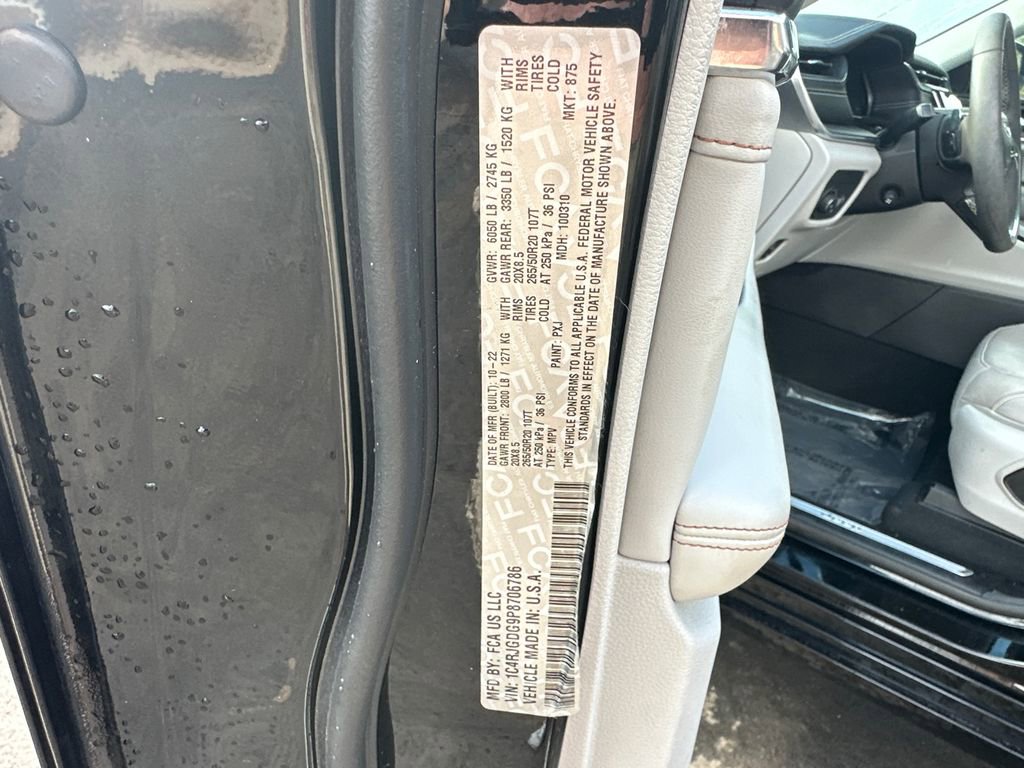 MFD BY: FCA US LLC
DATE OF MFR (BUILT): 10-22
GVWR: 6050 LB / 2745 KG
GAWR FRONT: 2800 LB / 1271 KG WITH
20X8.5 RIMS
265/50R20 107T TIRES
AT 250 kPa / 36 PSI COLD
GAWR REAR: 3350 LB / 1520 KG WITH
20X8.5 RIMS
265/50R20 107T TIRES
AT 250 kPa / 36 PSI COLD
VIN: 1C4RJGDG9P8706786
TYPE: MPV
PAINT: PXJ
MDH: 100310
MKT: 875
VEHICLE MADE IN: U.S.A.
THIS VEHICLE CONFORMS TO ALL APPLICABLE U.S.A. FEDERAL MOTOR VEHICLE SAFETY
STANDARDS IN EFFECT ON THE DATE OF MANUFACTURE SHOWN ABOVE.